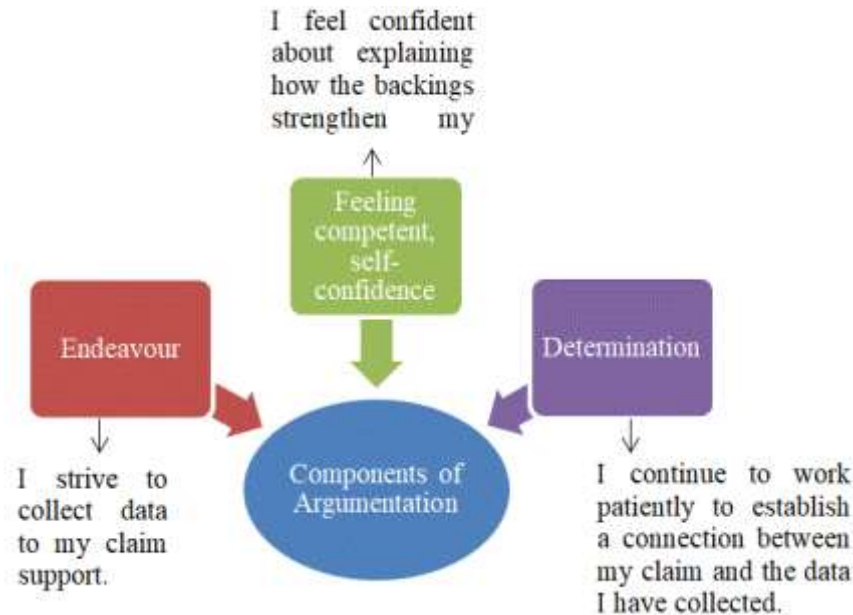 I feel confident
about explaining
how the backings
strengthen my
Feeling
competent,
self-
confidence
Endeavour
Determination
Components of
Argumentation
I strive to
collect data
to my claim
support.
I continue to work
patiently to establish
a connection between
my claim and the data
I have collected.